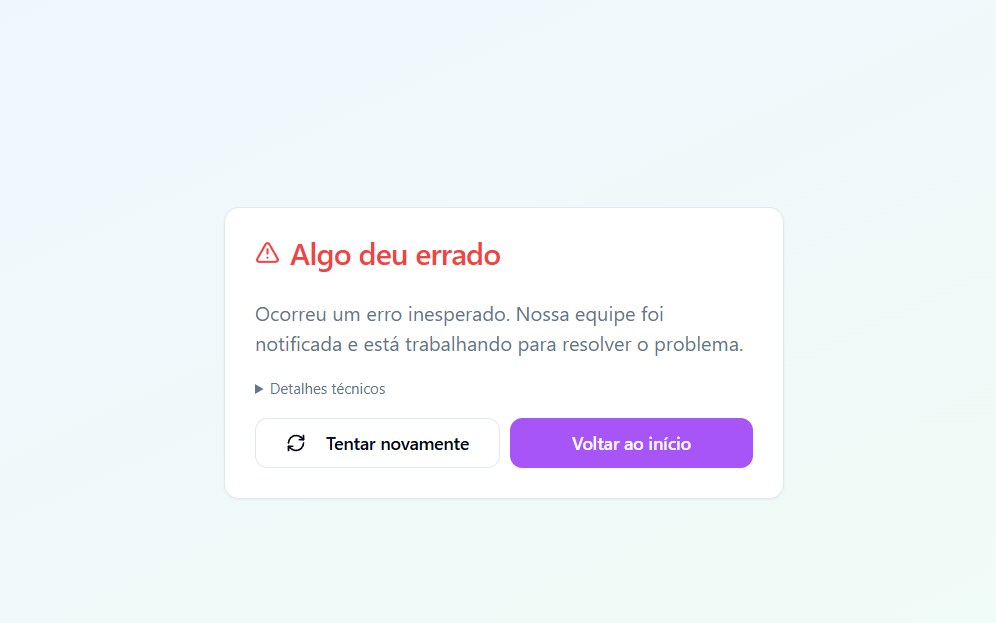 Algo deu errado
Ocorreu um erro inesperado. Nossa equipe foi
notificada e está trabalhando para resolver o problema.
Detalhes técnicos
Tentar novamente
Voltar ao início